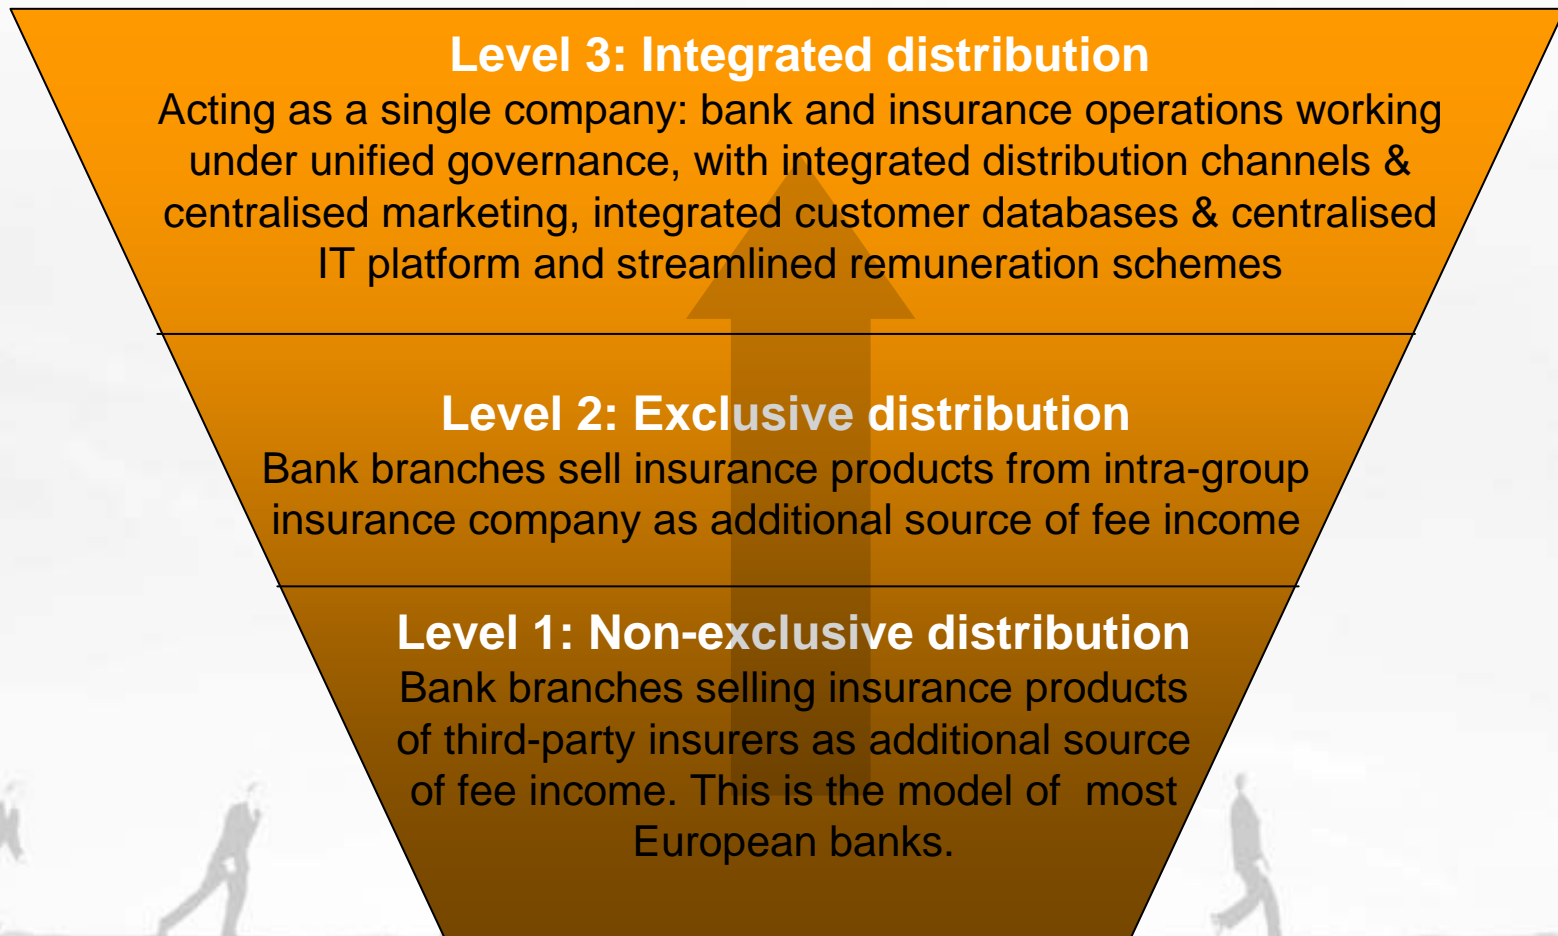 Level 3: Integrated distribution
Acting as a single company: bank and insurance operations working
under unified governance, with integrated distribution channels &
centralised marketing, integrated customer databases & centralised
IT platform and streamlined remuneration schemes
Level 2: Exclusive distribution
Bank branches sell insurance products from intra-group
insurance company as additional source of fee income
Level 1: Non-exclusive distribution
Bank branches selling insurance products
of third-party insurers as additional source
of fee income. This is the model of  most
European banks.